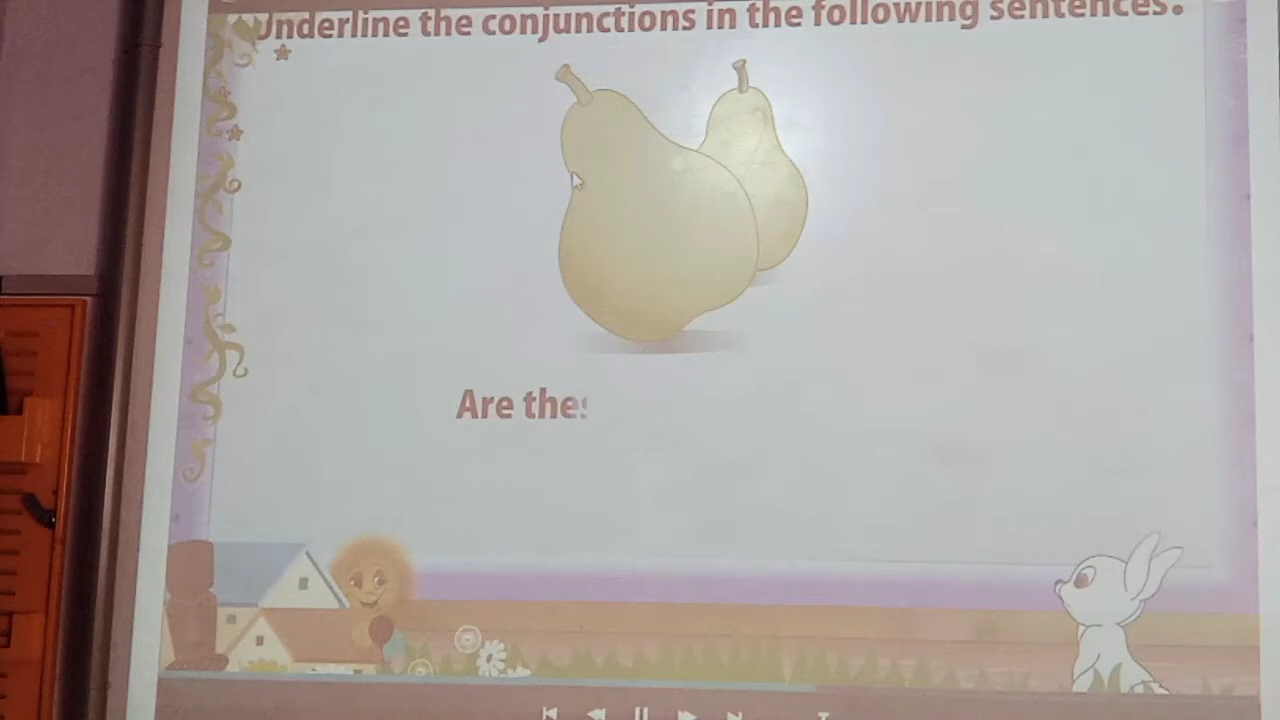 Underline the conjunctions in the following sentences.
Are the